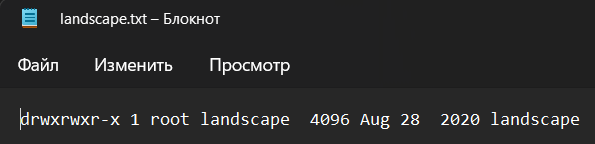 landscape.txt – Блокнот
Файл Изменить Просмотр
drwxrwxr-x 1 root landscape  4096 Aug 28  2020 landscape